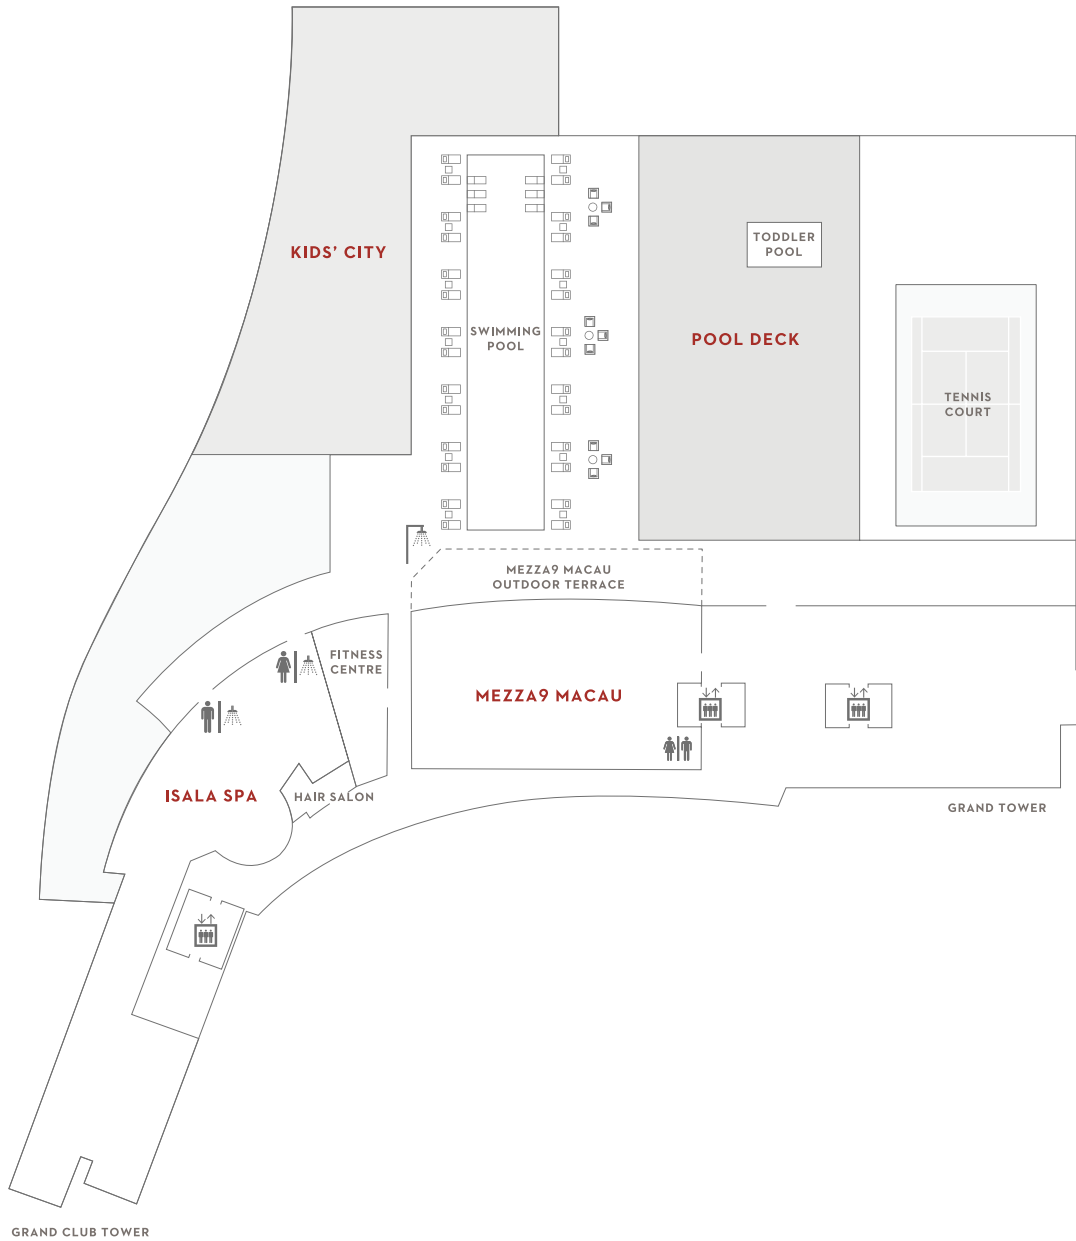 TODDLER
POOL
KIDS' CITY
SWIMMING
POOL
POOL DECK
TENNIS
COURT
MEZZA9 MACAU
OUTDOOR TERRACE
FITNESS
CENTRE
MEZZA9 MACAU
ISALA SPA
HAIR SALON
GRAND TOWER
GRAND CLUB TOWER